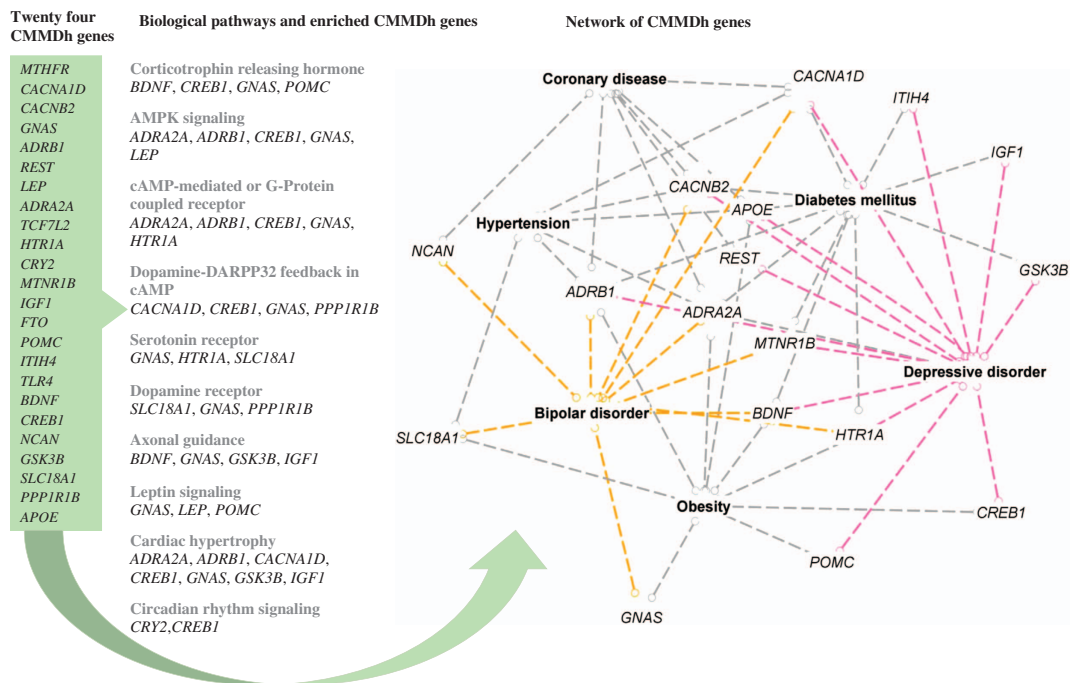 Twenty four
CMMDh genes
Biological pathways and enriched CMMDh genes
Network of CMMDh genes
MTHFR
CACNA1D
CACNB2
GNAS
ADRB1
REST
LEP
ADRA2A
TCF7L2
HTR1A
CRY2
MTNR1B
IGF1
FTO
POMC
ITIH4
TLR4
BDNF
CREB1
NCAN
GSK3B
SLC18A1
PPP1R1B
APOE
Corticotrophin releasing hormone
BDNF, CREB1, GNAS, POMC
AMPK signaling
ADRA2A, ADRB1, CREB1, GNAS,
LEP
cAMP-mediated or G-Protein
coupled receptor
ADRA2A, ADRB1, CREB1, GNAS,
HTR1A
Dopamine-DARPP32 feedback in
cAMP
CACNA1D, CREB1, GNAS, PPP1R1B
Serotonin receptor
GNAS, HTR1A, SLC18A1
Dopamine receptor
SLC18A1, GNAS, PPP1R1B
Axonal guidance
BDNF, GNAS, GSK3B, IGF1
Leptin signaling
GNAS, LEP, POMC
Cardiac hypertrophy
ADRA2A, ADRB1, CACNA1D,
CREB1, GNAS, GSK3B, IGF1
Circadian rhythm signaling
CRY2,CREB1
Coronary disease
CACNA1D
ITIH4
IGF1
CACNB2
APOE
Diabetes mellitus
Hypertension
NCAN
REST
GSK3B
ADRB1
ADRA2A
MTNR1B
Depressive disorder
Bipolar disorder
BDNF
SLC18A1
HTR1A
Obesity
CREB1
POMC
GNAS